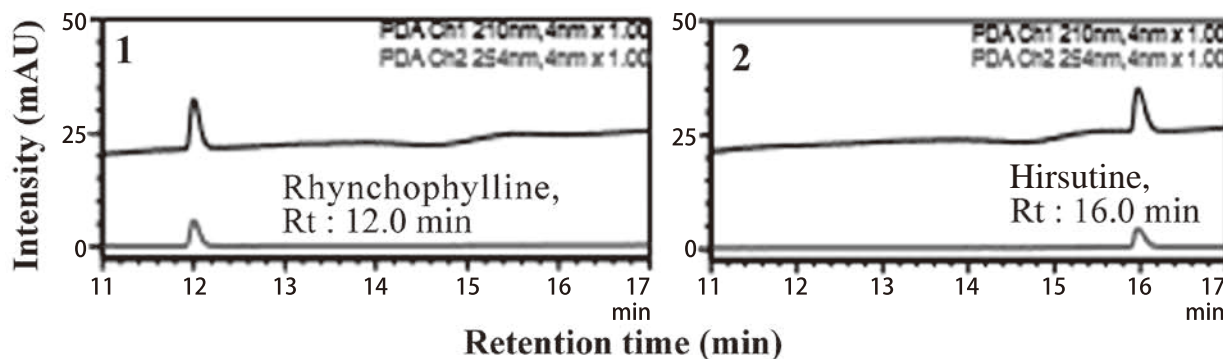 50
25
0
Intensity (mAU)
1
PDA Ch1 210nm,4nm x 1.00
PDA Ch2 254nm,4nm x 1.00
Rhynchophylline,
Rt : 12.0 min
11 12 13 14 15 16 17
min
50
25
0
2
PDA Ch1 210nm,4nm x 1.00
PDA Ch2 254nm,4nm x 1.00
Hirsutine,
Rt : 16.0 min
11 12 13 14 15 16 17
min
Retention time (min)